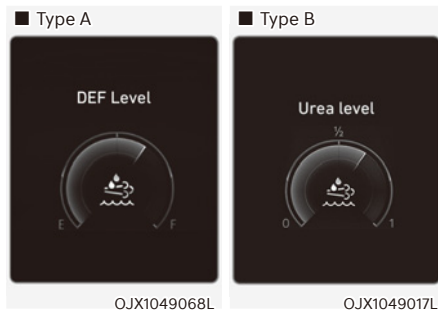 ■ Type A
DEF Level
E
F
OJX1049068L
■ Type B
Urea level
½
0
1
OJX1049017L